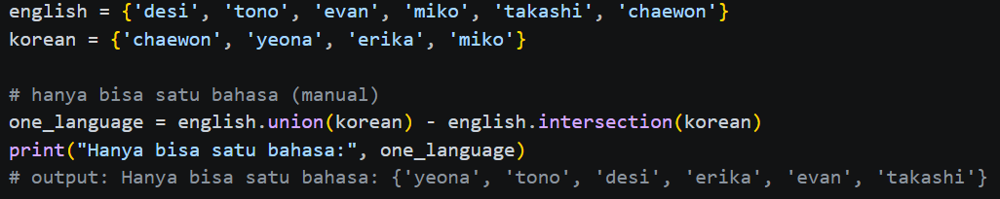 english = {'desi', 'tono', 'evan', 'miko', 'takashi', 'chaewon'}
korean = {'chaewon', 'yeona', 'erika', 'miko'}
# hanya bisa satu bahasa (manual)
one_language = english.union(korean) - english.intersection(korean)
print("Hanya bisa satu bahasa:", one_language)
# output: Hanya bisa satu bahasa: {'yeona', 'tono', 'desi', 'erika', 'evan', 'takashi'}